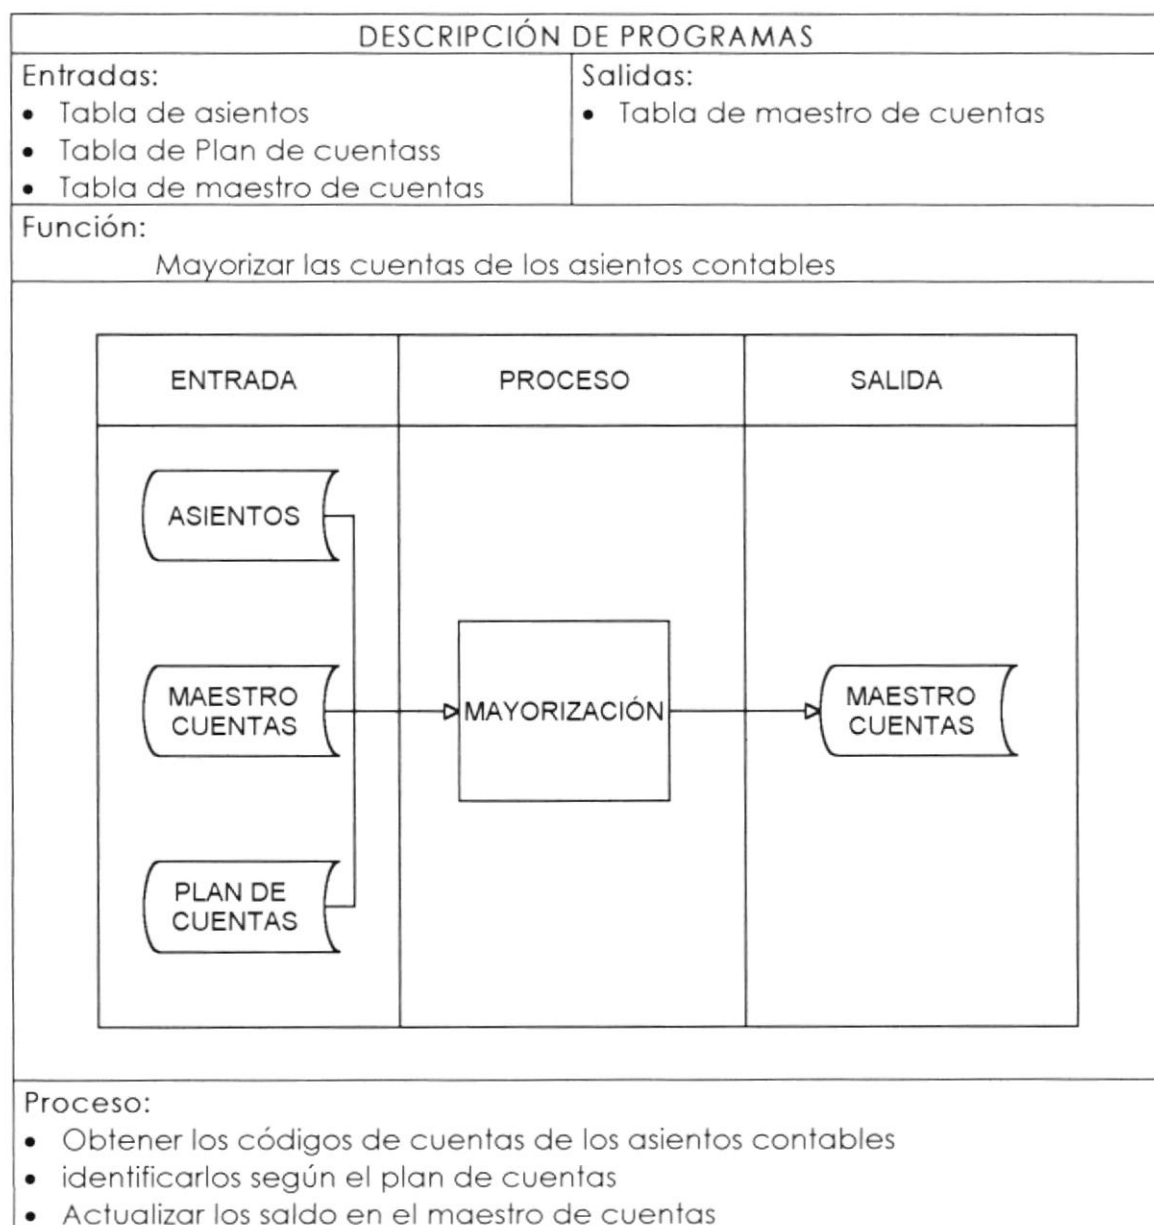 DESCRIPCIÓN DE PROGRAMAS
Entradas:
• Tabla de asientos
• Tabla de Plan de cuentass
• Tabla de maestro de cuentas
Salidas:
• Tabla de maestro de cuentas
Función:
Mayorizar las cuentas de los asientos contables
ENTRADA
PROCESO
SALIDA
ASIENTOS
MAESTRO
CUENTAS
PLAN DE
CUENTAS
MAYORIZACIÓN
MAESTRO
CUENTAS
Proceso:
• Obtener los códigos de cuentas de los asientos contables
• identificarlos según el plan de cuentas
• Actualizar los saldo en el maestro de cuentas